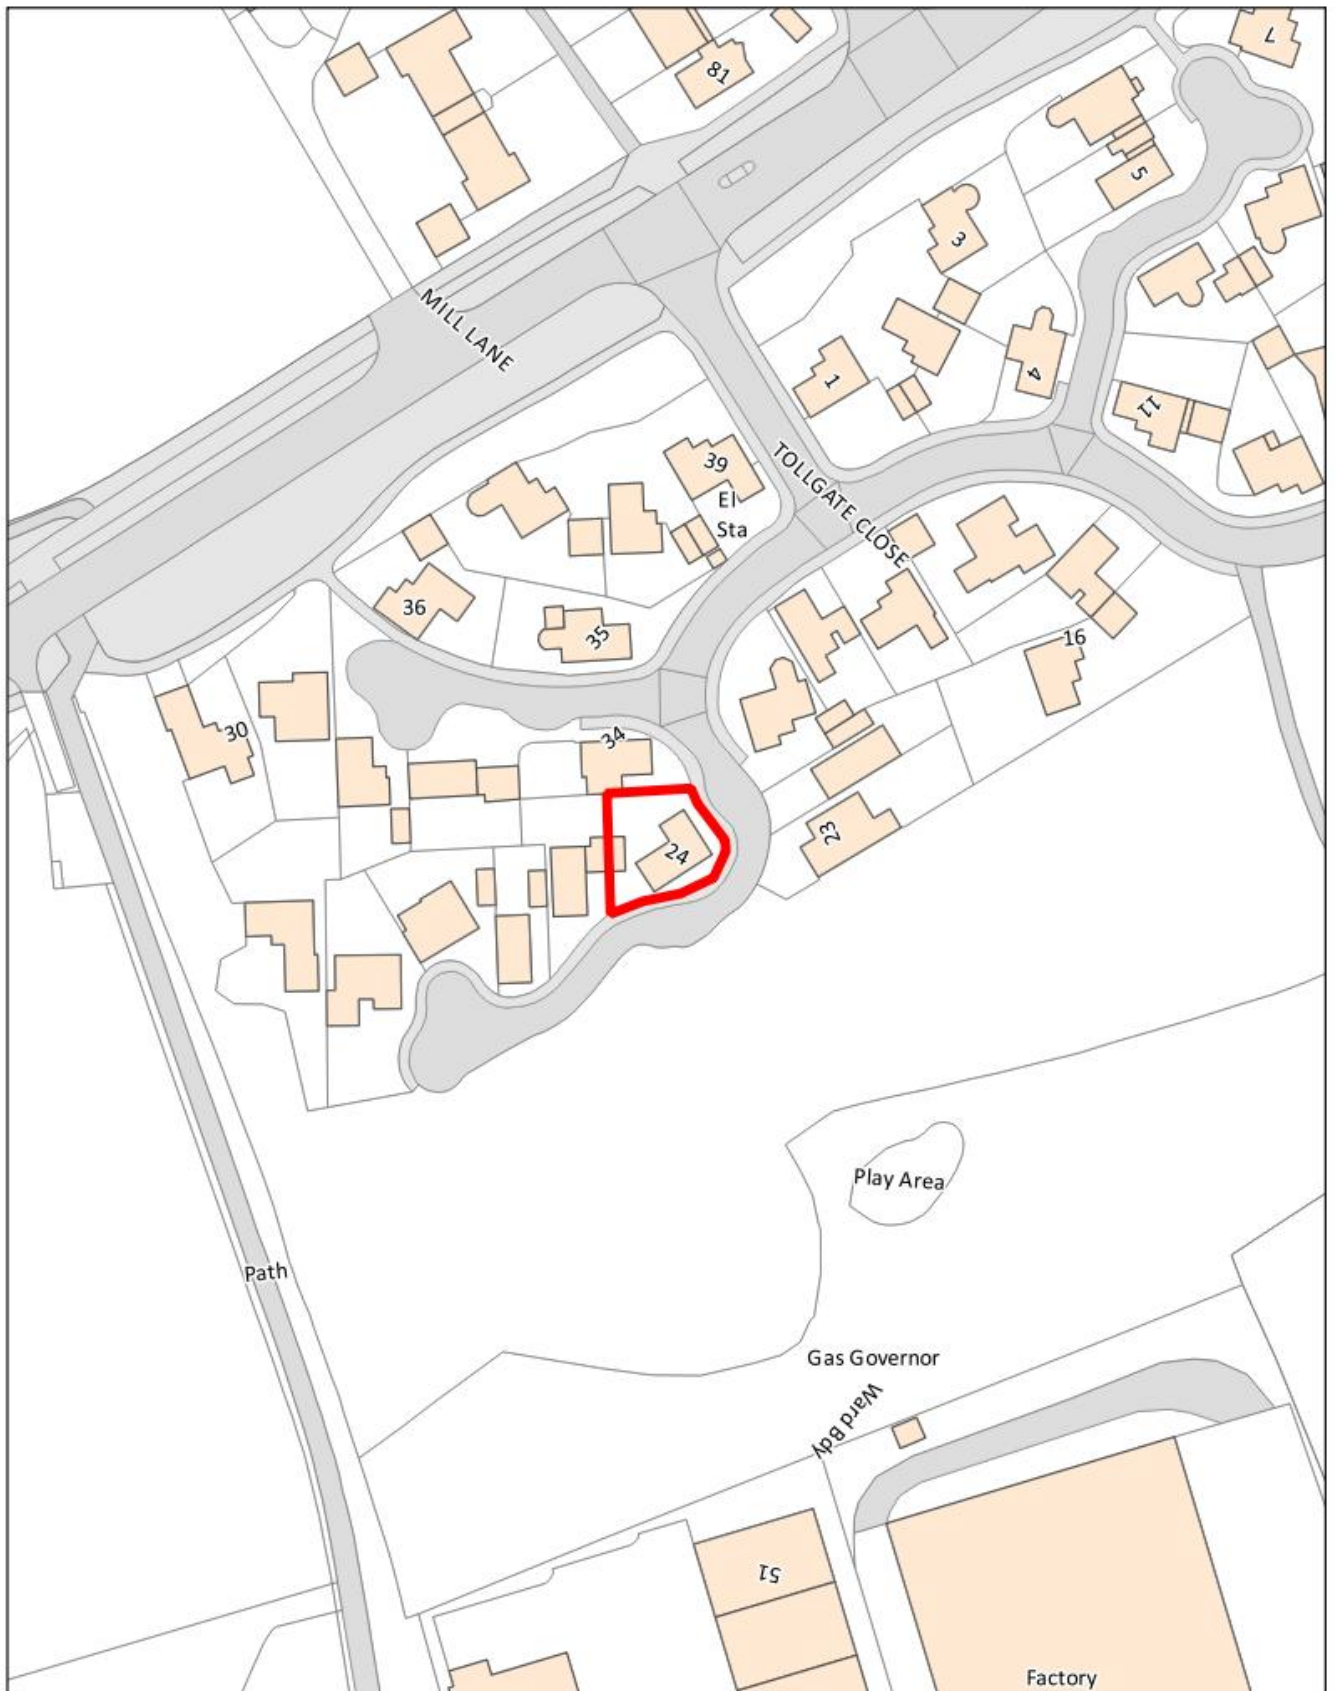 7
81
5
3
MILL LANE
1
4
11
39
El
Sta
TOLLGATE CLOSE
36
35
16
30
34
23
24
Play Area
Path
Gas Governor
Ward Bdy
51
Factory